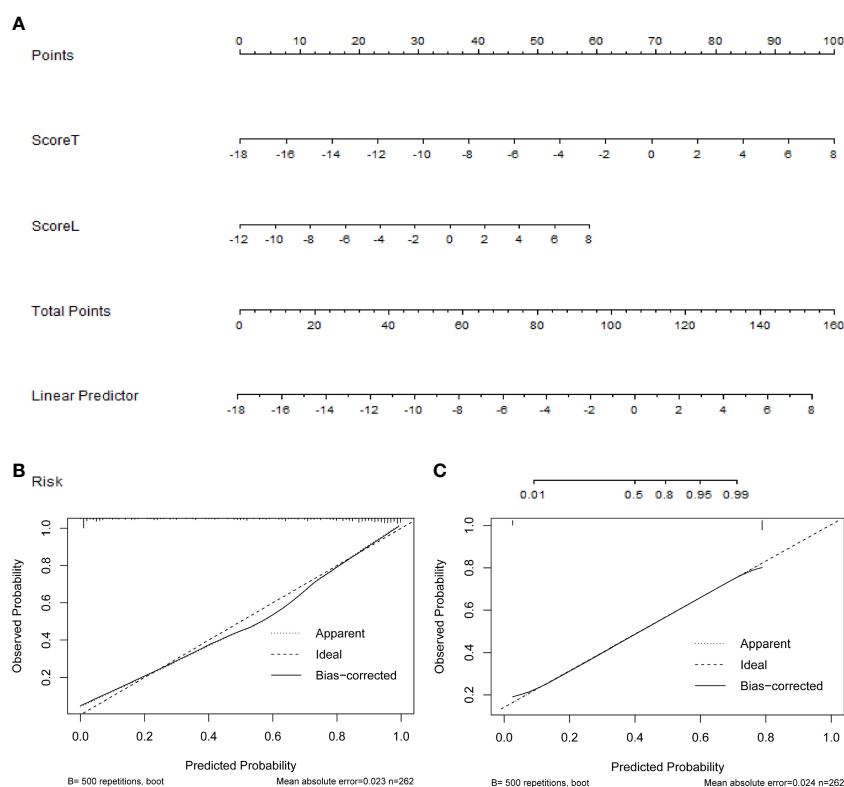 A
Points
0 10 20 30 40 50 60 70 80 90 100
ScoreT
-18 -16 -14 -12 -10 -8 -6 -4 -2 0 2 4 6 8
ScoreL
-12 -10 -8 -6 -4 -2 0 2 4 6 8
Total Points
0 20 40 60 80 100 120 140 160
Linear Predictor
-18 -16 -14 -12 -10 -8 -6 -4 -2 0 2 4 6 8
Risk
0.01 0.5 0.8 0.95 0.99
B
Observed Probability
1.0
0.8
0.6
0.4
0.2
Apparent
Ideal
Bias-corrected
0.0 0.2 0.4 0.6 0.8 1.0
Predicted Probability
B= 500 repetitions, boot Mean absolute error=0.023 n=262
C
Observed Probability
1.0
0.8
0.6
0.4
0.2
Apparent
Ideal
Bias-corrected
0.0 0.2 0.4 0.6 0.8 1.0
Predicted Probability
B= 500 repetitions, boot Mean absolute error=0.024 n=262